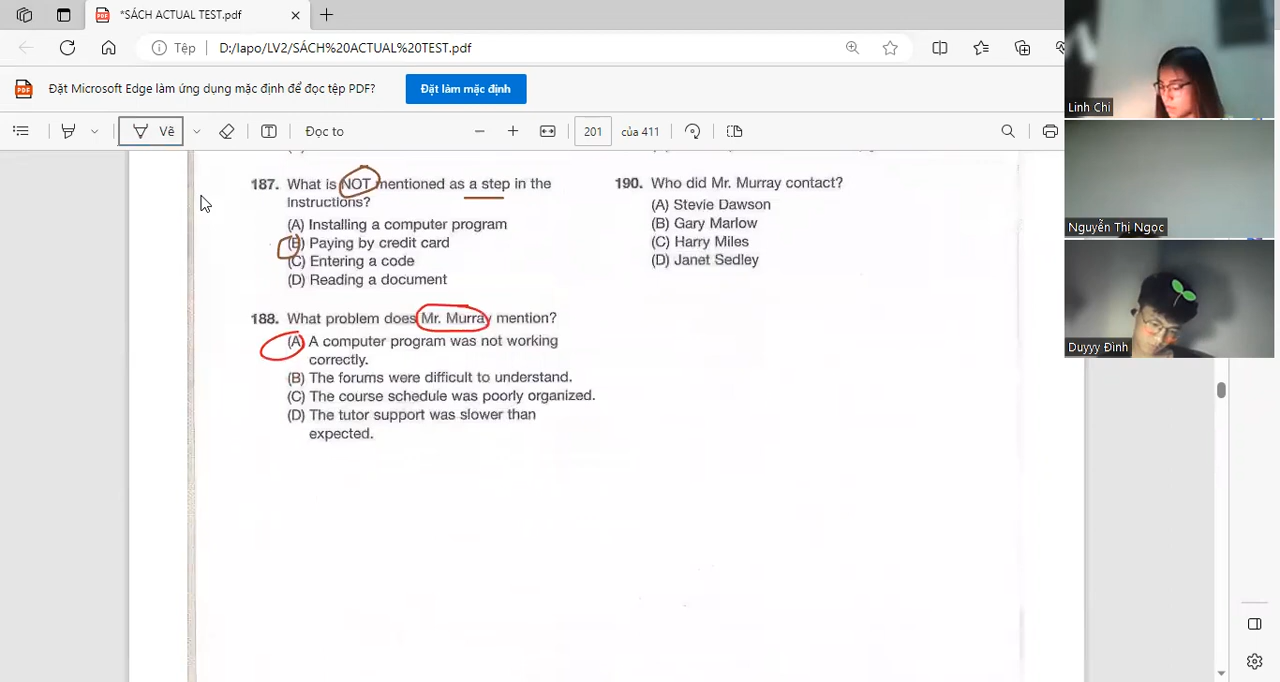 *SÁCH ACTUAL TEST.pdf
Tệp
D:/lapo/LV2/SÁCH%20ACTUAL%20TEST.pdf
Đặt Microsoft Edge làm ứng dụng mặc định để đọc tệp PDF?
Đặt làm mặc định
Vẽ
Đọc to
201
của 411
187. What is NOT mentioned as a step in the
instructions?
(A) Installing a computer program
(B) Paying by credit card
(C) Entering a code
(D) Reading a document
188. What problem does Mr. Murray mention?
(A) A computer program was not working
correctly.
(B) The forums were difficult to understand.
(C) The course schedule was poorly organized.
(D) The tutor support was slower than
expected.
190. Who did Mr. Murray contact?
(A) Stevie Dawson
(B) Gary Marlow
(C) Harry Miles
(D) Janet Sedley
Linh Chi
Nguyễn Thị Ngọc
Duyyy Đình